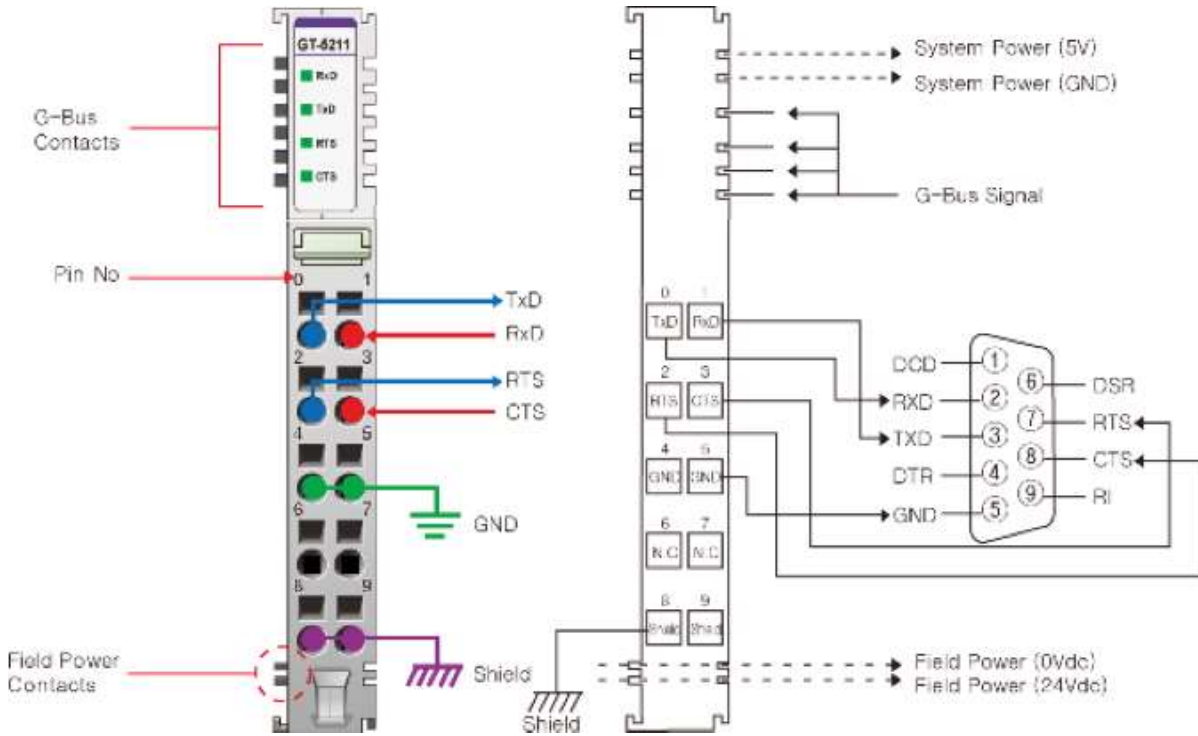 GT-5211
RxD
TxD
RTS
CTS
G-Bus
Contacts
Pin No
0 1
TxD
RxD
2 3
RTS
CTS
4 5
GND
6 7
8 9
Shield
Field Power
Contacts
System Power (5V)
System Power (GND)
G-Bus Signal
0 1
TxD RxD
2 3
RTS CTS
4 5
GND GND
6 7
N.C N.C
8 9
Shield Shield
Shield
DCD 1
RXD 2
TXD 3
DTR 4
GND 5
6 DSR
7 RTS
8 CTS
9 RI
Field Power (0Vdc)
Field Power (24Vdc)